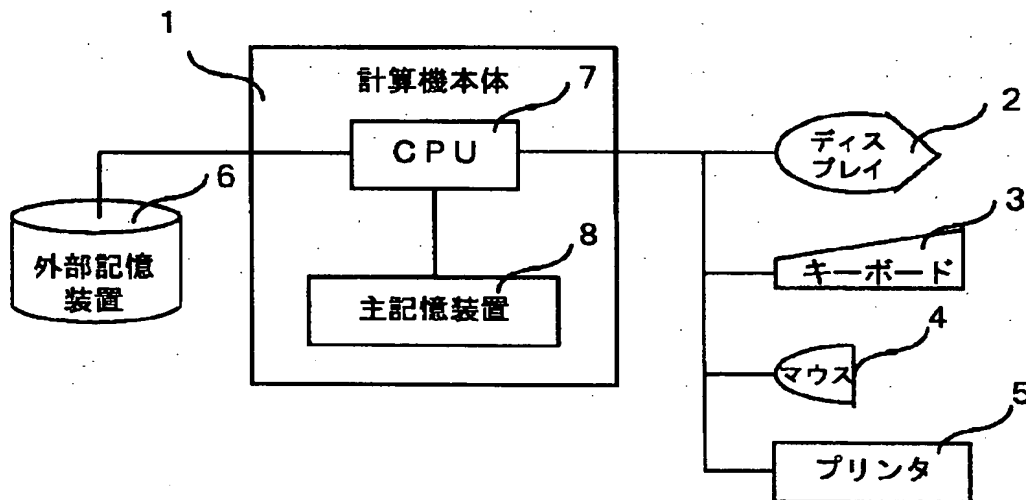 1
計算機本体
7
CPU
2
ディス
プレイ
6
外部記憶
装置
3
キーボード
8
主記憶装置
4
マウス
5
プリンタ